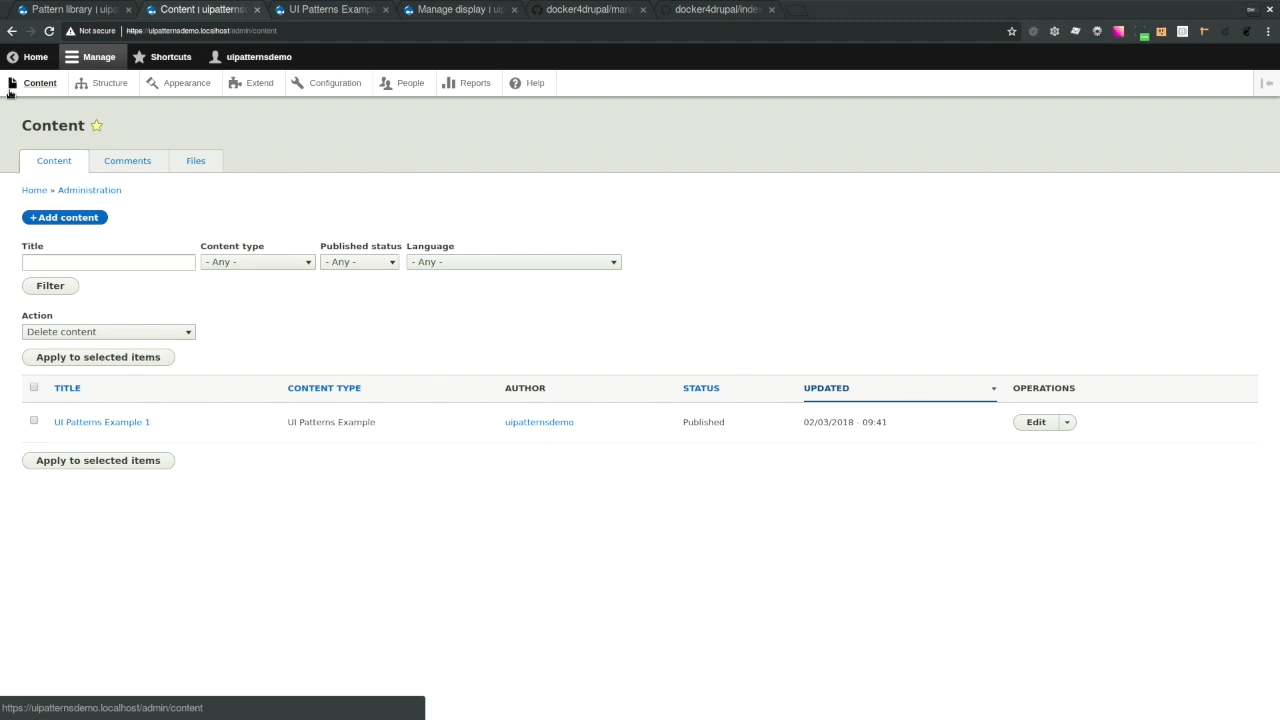 Pattern library | uipa
Content | uipatterns
UI Patterns Examp
Manage display | uip
docker4drupal/mari
docker4drupal/index
Not secure https://uipatternsdemo.localhost/admin/content
Home Manage Shortcuts uipatternsdemo
Content Structure Appearance Extend Configuration People Reports Help
Content
Content Comments Files
Home » Administration
+ Add content
Title Content type Published status Language
- Any - - Any - - Any -
Filter
Action
Delete content
Apply to selected items
TITLE CONTENT TYPE AUTHOR STATUS UPDATED OPERATIONS
UI Patterns Example 1 UI Patterns Example uipatternsdemo Published 02/03/2018 - 09:41 Edit
Apply to selected items
https://uipatternsdemo.localhost/admin/content